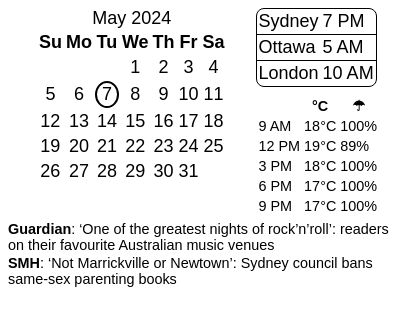 May 2024
Su Mo Tu We Th Fr Sa
1 2 3 4
5 6 7 8 9 10 11
12 13 14 15 16 17 18
19 20 21 22 23 24 25
26 27 28 29 30 31
Sydney 7 PM
Ottawa 5 AM
London 10 AM
°C ☂
9 AM 18°C 100%
12 PM 19°C 89%
3 PM 18°C 100%
6 PM 17°C 100%
9 PM 17°C 100%
Guardian: ‘One of the greatest nights of rock’n’roll’: readers
on their favourite Australian music venues
SMH: ‘Not Marrickville or Newtown’: Sydney council bans
same-sex parenting books